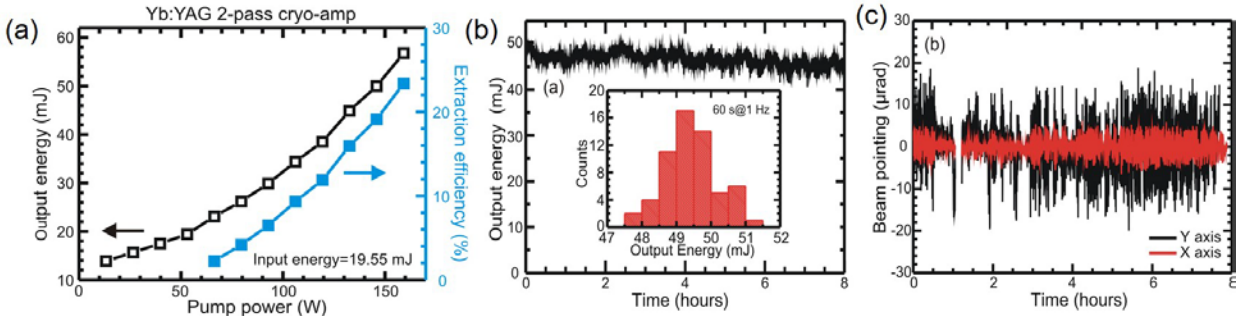 (a)
Yb:YAG 2-pass cryo-amp
Output energy (mJ)
60
50
40
30
20
10
30
20
10
0
Extraction efficiency (%)
Input energy=19.55 mJ
0
50
100
150
Pump power (W)
(b)
Output energy (mJ)
50
40
30
20
10
0
(a)
60 s@1 Hz
Counts
20
16
12
8
4
0
47
48
49
50
51
52
Output Energy (mJ)
0
2
4
6
8
Time (hours)
(c)
(b)
Beam pointing (µrad)
30
20
10
0
-10
-20
-30
Y axis
X axis
0
2
4
6
8
Time (hours)